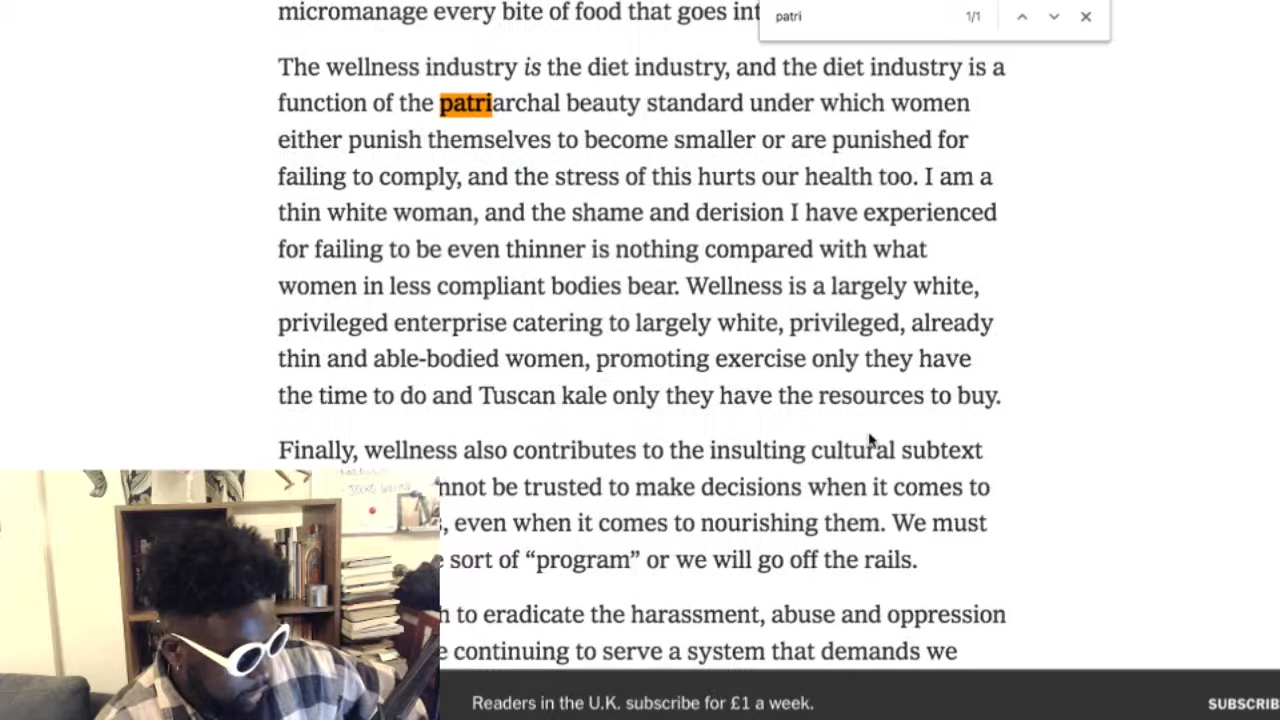 micromanage every bite of food that goes
patri
1/1
The wellness industry is the diet industry, and the diet industry is a
function of the patriarchal beauty standard under which women
either punish themselves to become smaller or are punished for
failing to comply, and the stress of this hurts our health too. I am a
thin white woman, and the shame and derision I have experienced
for failing to be even thinner is nothing compared with what
women in less compliant bodies bear. Wellness is a largely white,
privileged enterprise catering to largely white, privileged, already
thin and able-bodied women, promoting exercise only they have
the time to do and Tuscan kale only they have the resources to buy.
Finally, wellness also contributes to the insulting cultural subtext
be trusted to make decisions when it comes to
, even when it comes to nourishing them. We must
sort of “program” or we will go off the rails.
to eradicate the harassment, abuse and oppression
continuing to serve a system that demands we
Readers in the U.K. subscribe for £1 a week.
SUBSCRIB